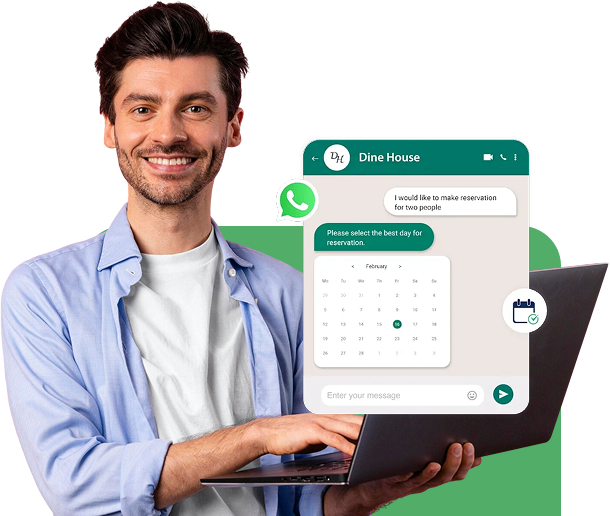 DH
Dine House
I would like to make reservation
for two people
Please select the best day for
reservation.
< February >
Mo Tu We Th Fr Sa Su
29 30 31 1 2 3 4
5 6 7 8 9 10 11
12 13 14 15 16 17 18
19 20 21 22 23 24 25
26 27 28 1 2 3 4
Enter your message